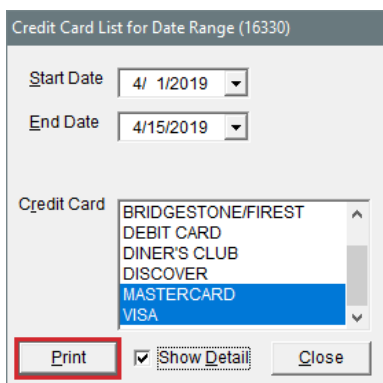 Credit Card List for Date Range (16330)
Start Date 4/ 1/2019
End Date 4/15/2019
Credit Card
BRIDGESTONE/FIREST
DEBIT CARD
DINER'S CLUB
DISCOVER
MASTERCARD
VISA
Print Show Detail Close